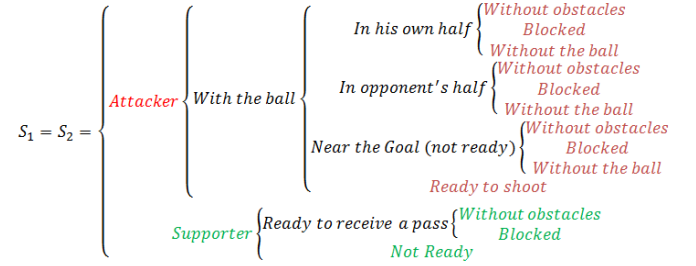 Without obstacles
In his own half Blocked
Without the ball
Without obstacles
In opponent's half Blocked
Without the ball
S₁ = S₂ = Attacker With the ball
Without obstacles
Near the Goal (not ready) Blocked
Without the ball
Ready to shoot
Without obstacles
Ready to receive a pass Blocked
Supporter
Not Ready